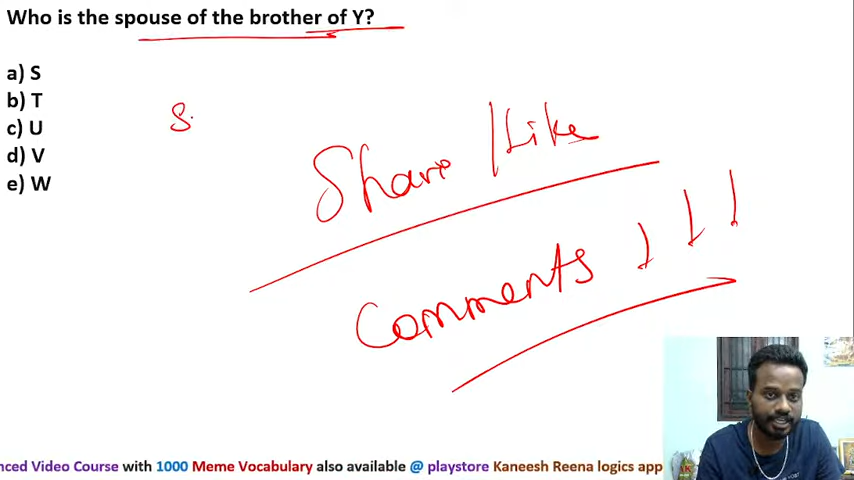 Who is the spouse of the brother of Y?
a) S
b) T
c) U
d) V
e) W
Share / Like
Comments
nced Video Course with 1000 Meme Vocabulary also available @ playstore Kaneesh Reena logics app